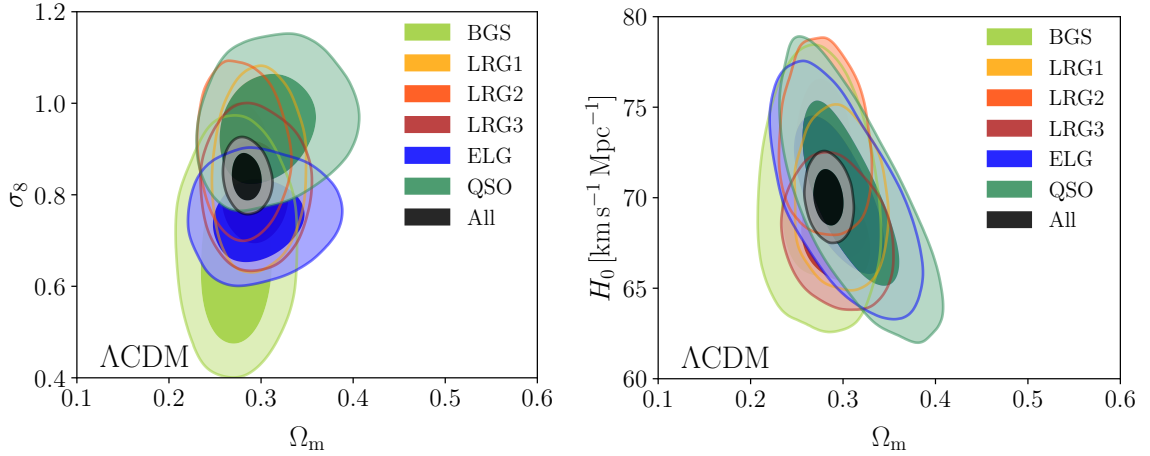 1.2
1.0
0.8
0.6
0.4
σ₈
0.1
0.2
0.3
0.4
0.5
0.6
Ωₘ
ΛCDM
BGS
LRG1
LRG2
LRG3
ELG
QSO
All
80
75
70
65
60
H₀ [km s⁻¹ Mpc⁻¹]
0.1
0.2
0.3
0.4
0.5
0.6
Ωₘ
ΛCDM
BGS
LRG1
LRG2
LRG3
ELG
QSO
All